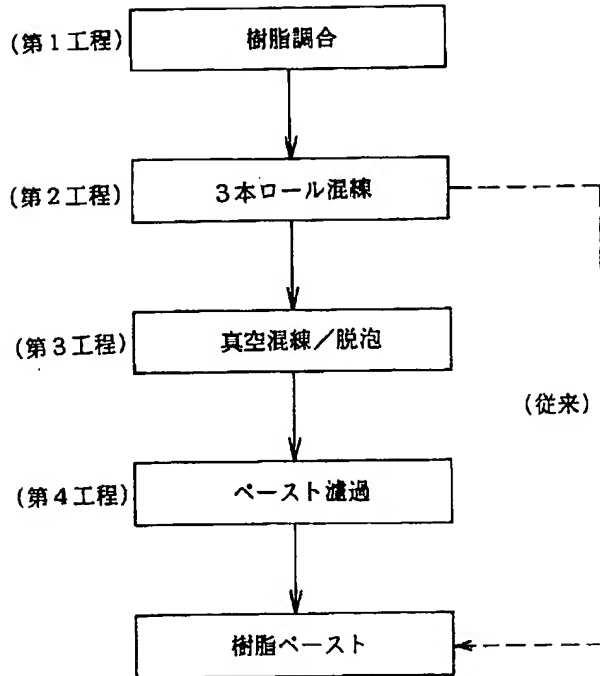 (第1工程) 樹脂調合
(第2工程) 3本ロール混練
(第3工程) 真空混練/脱泡
(従来)
(第4工程) ペースト濾過
樹脂ペースト